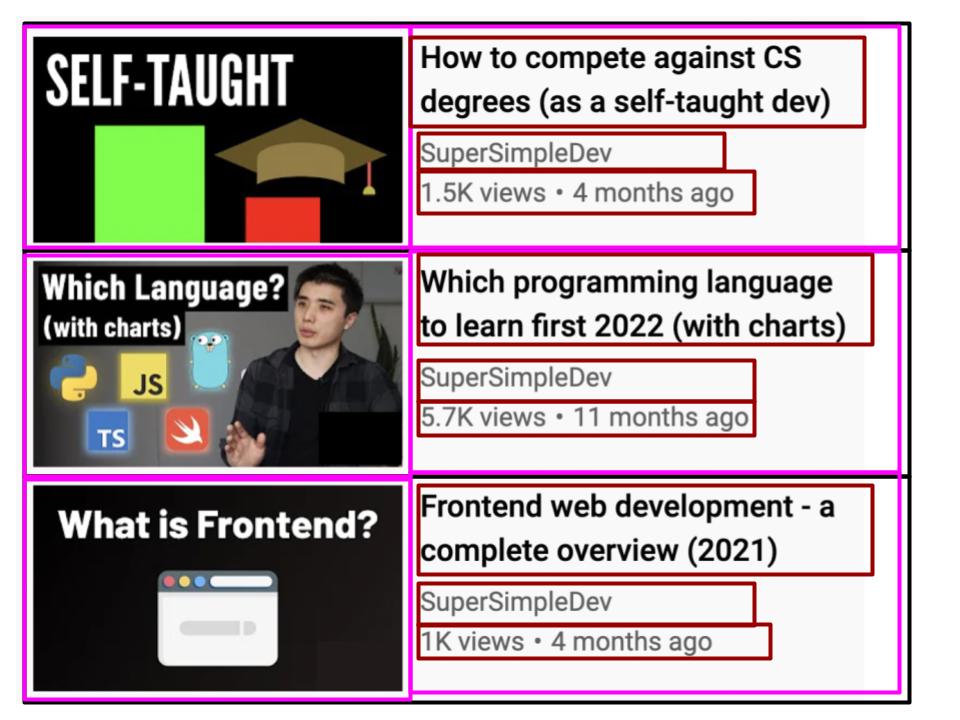 SELF-TAUGHT
How to compete against CS
degrees (as a self-taught dev)
SuperSimpleDev
1.5K views • 4 months ago
Which Language?
(with charts)
JS
TS
Which programming language
to learn first 2022 (with charts)
SuperSimpleDev
5.7K views • 11 months ago
What is Frontend?
Frontend web development - a
complete overview (2021)
SuperSimpleDev
1K views • 4 months ago